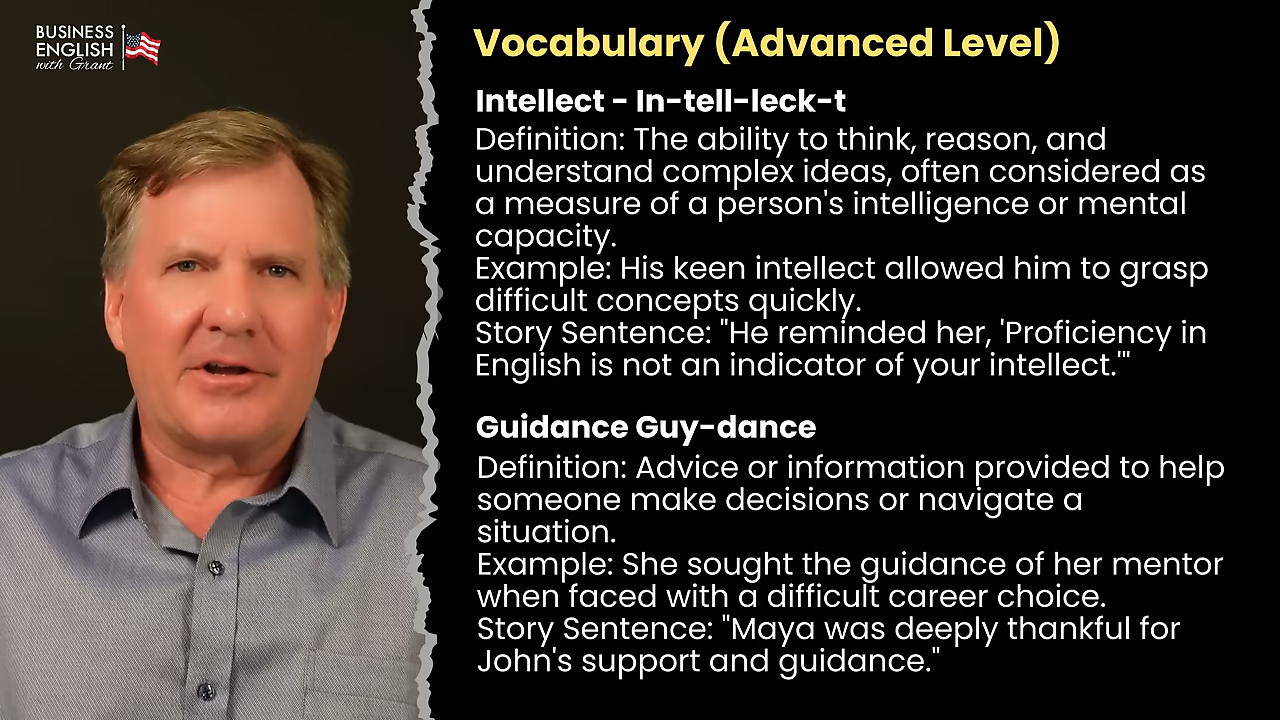 BUSINESS
ENGLISH
with Grant
Vocabulary (Advanced Level)
Intellect - In-tell-leck-t
Definition: The ability to think, reason, and
understand complex ideas, often considered as
a measure of a person's intelligence or mental
capacity.
Example: His keen intellect allowed him to grasp
difficult concepts quickly.
Story Sentence: "He reminded her, 'Proficiency in
English is not an indicator of your intellect.'"
Guidance Guy-dance
Definition: Advice or information provided to help
someone make decisions or navigate a
situation.
Example: She sought the guidance of her mentor
when faced with a difficult career choice.
Story Sentence: "Maya was deeply thankful for
John's support and guidance."